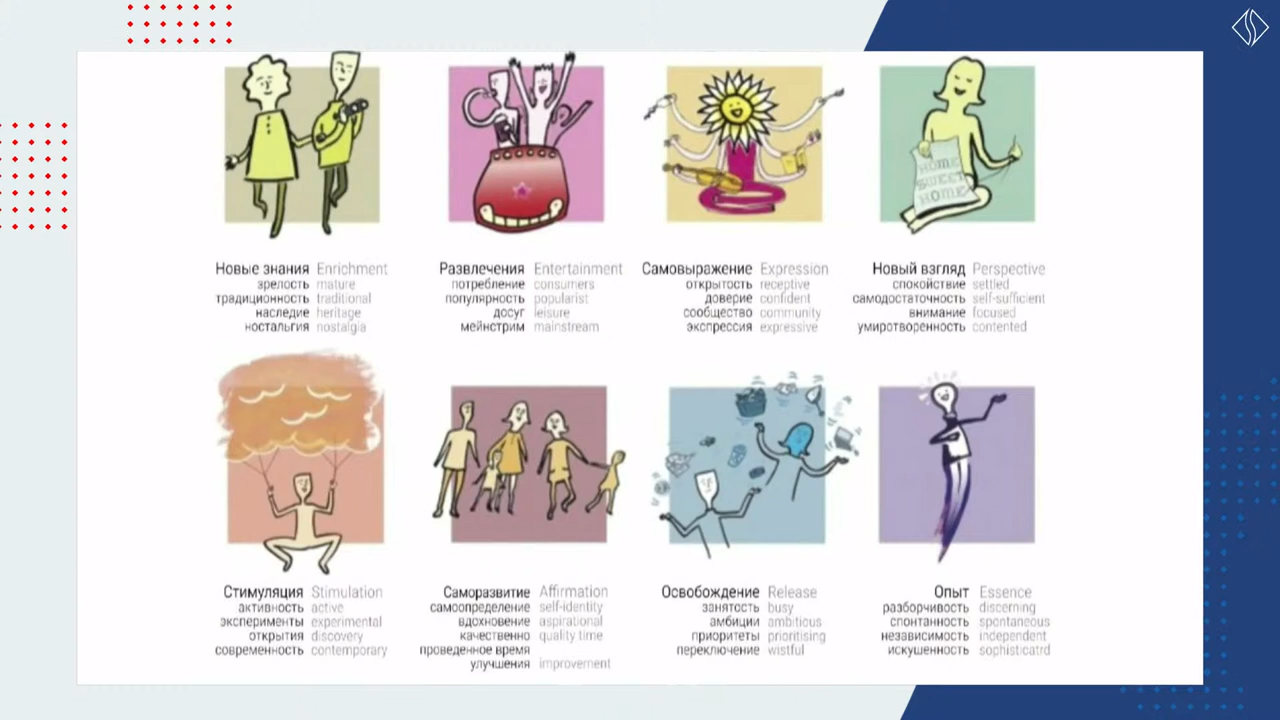 HOME
SWEET
HOME
Новые знания Enrichment
зрелость mature
традиционность traditional
наследие heritage
ностальгия nostalgia
Развлечения Entertainment
потребление consumers
популярность popularist
досуг leisure
мейнстрим mainstream
Самовыражение Expression
открытость receptive
доверие confident
сообщество community
экспрессия expressive
Новый взгляд Perspective
спокойствие settled
самодостаточность self-sufficient
внимание focused
умиротворенность contented
Стимуляция Stimulation
активность active
эксперименты experimental
открытия discovery
современность contemporary
Саморазвитие Affirmation
самоопределение self-identity
вдохновение aspirational
качественно quality time
проведенное время
улучшения improvement
Освобождение Release
занятость busy
амбиции ambitious
приоритеты prioritising
переключение wistful
Опыт Essence
разборчивость discerning
спонтанность spontaneous
независимость independent
искушенность sophisticatrd